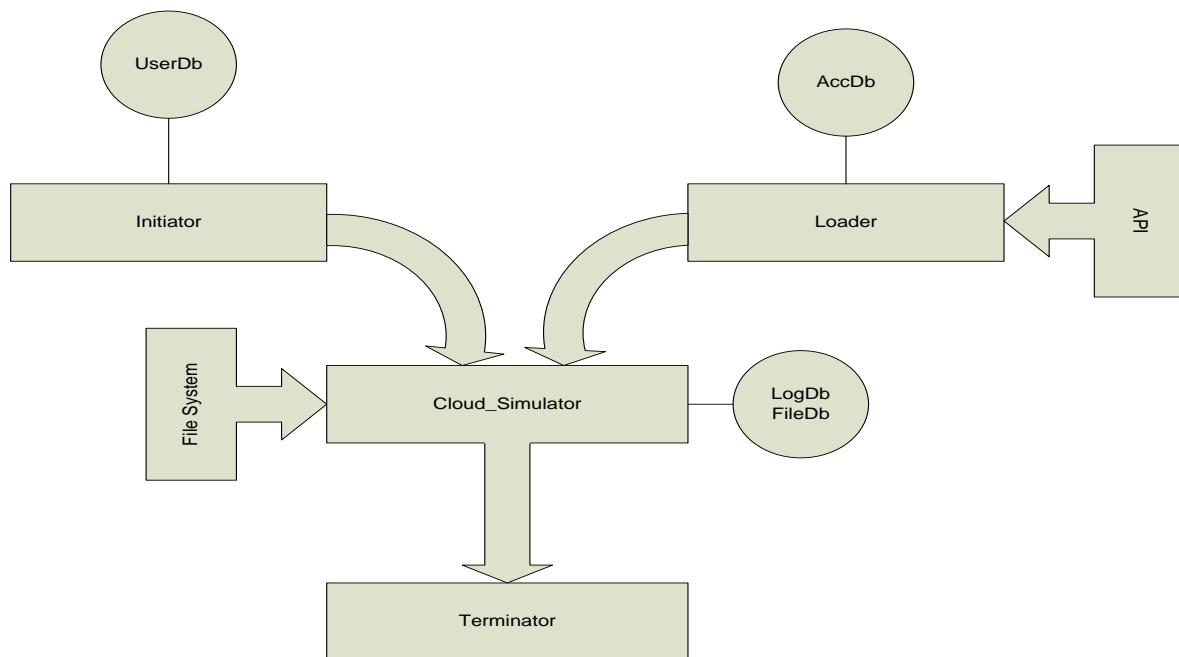 UserDb
AccDb
Initiator
Loader
API
File System
Cloud_Simulator
LogDb
FileDb
Terminator